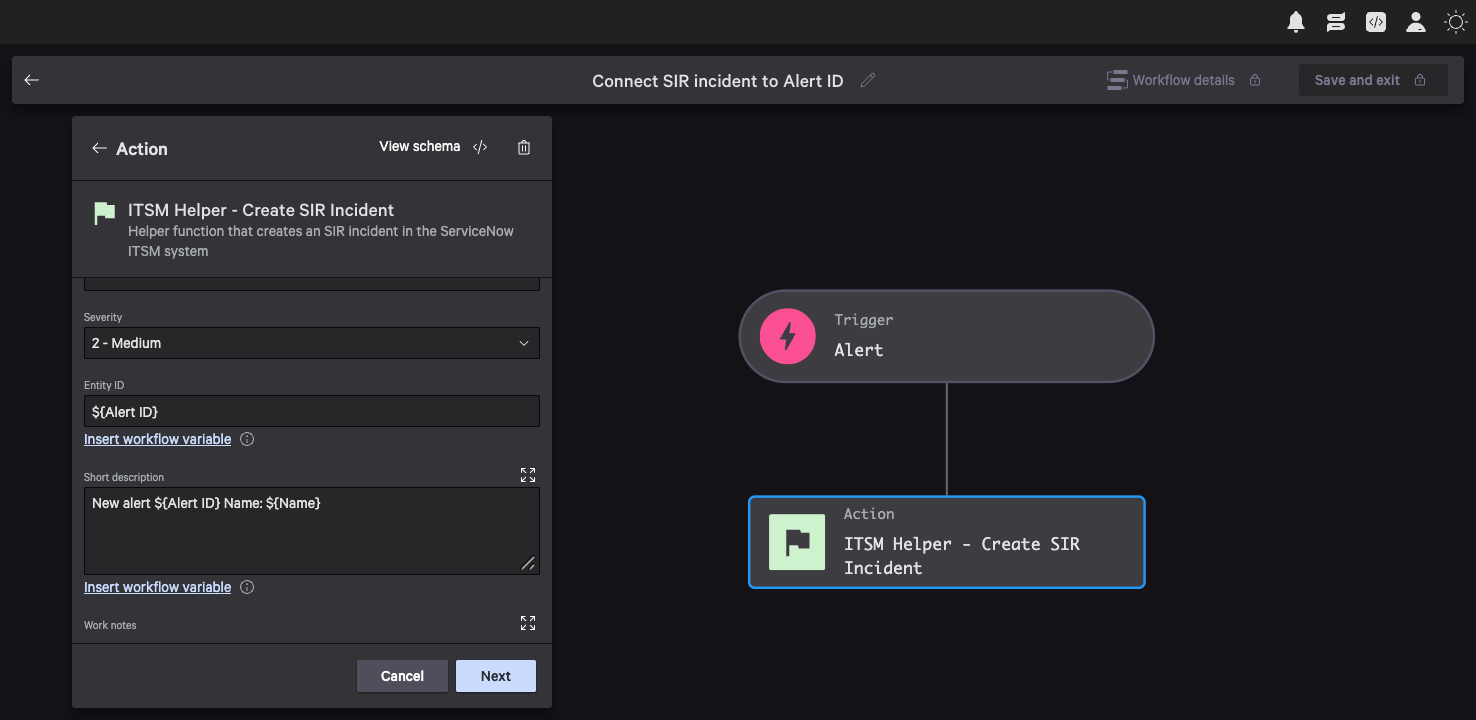 Connect SIR incident to Alert ID
Workflow details
Save and exit
Action
View schema
ITSM Helper - Create SIR Incident
Helper function that creates an SIR incident in the ServiceNow
ITSM system
Severity
2 - Medium
Entity ID
${Alert ID}
Insert workflow variable
Short description
New alert ${Alert ID} Name: ${Name}
Insert workflow variable
Work notes
Cancel
Next
Trigger
Alert
Action
ITSM Helper - Create SIR
Incident